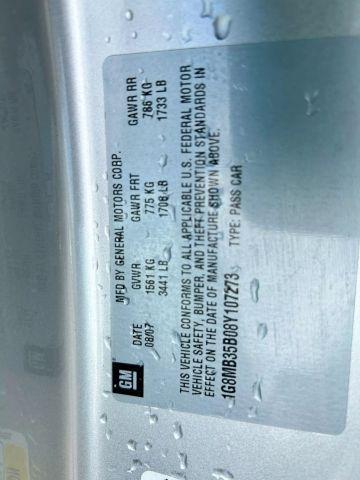 MFD BY GENERAL MOTORS CORP.
DATE GVWR GAWR FRT GAWR RR
08/07 1561 KG 775 KG 786 KG
3441 LB 1708 LB 1733 LB
THIS VEHICLE CONFORMS TO ALL APPLICABLE U.S. FEDERAL MOTOR
VEHICLE SAFETY, BUMPER, AND THEFT PREVENTION STANDARDS IN
EFFECT ON THE DATE OF MANUFACTURE SHOWN ABOVE.
1G8MB35B08Y107273 TYPE: PASS CAR
GM